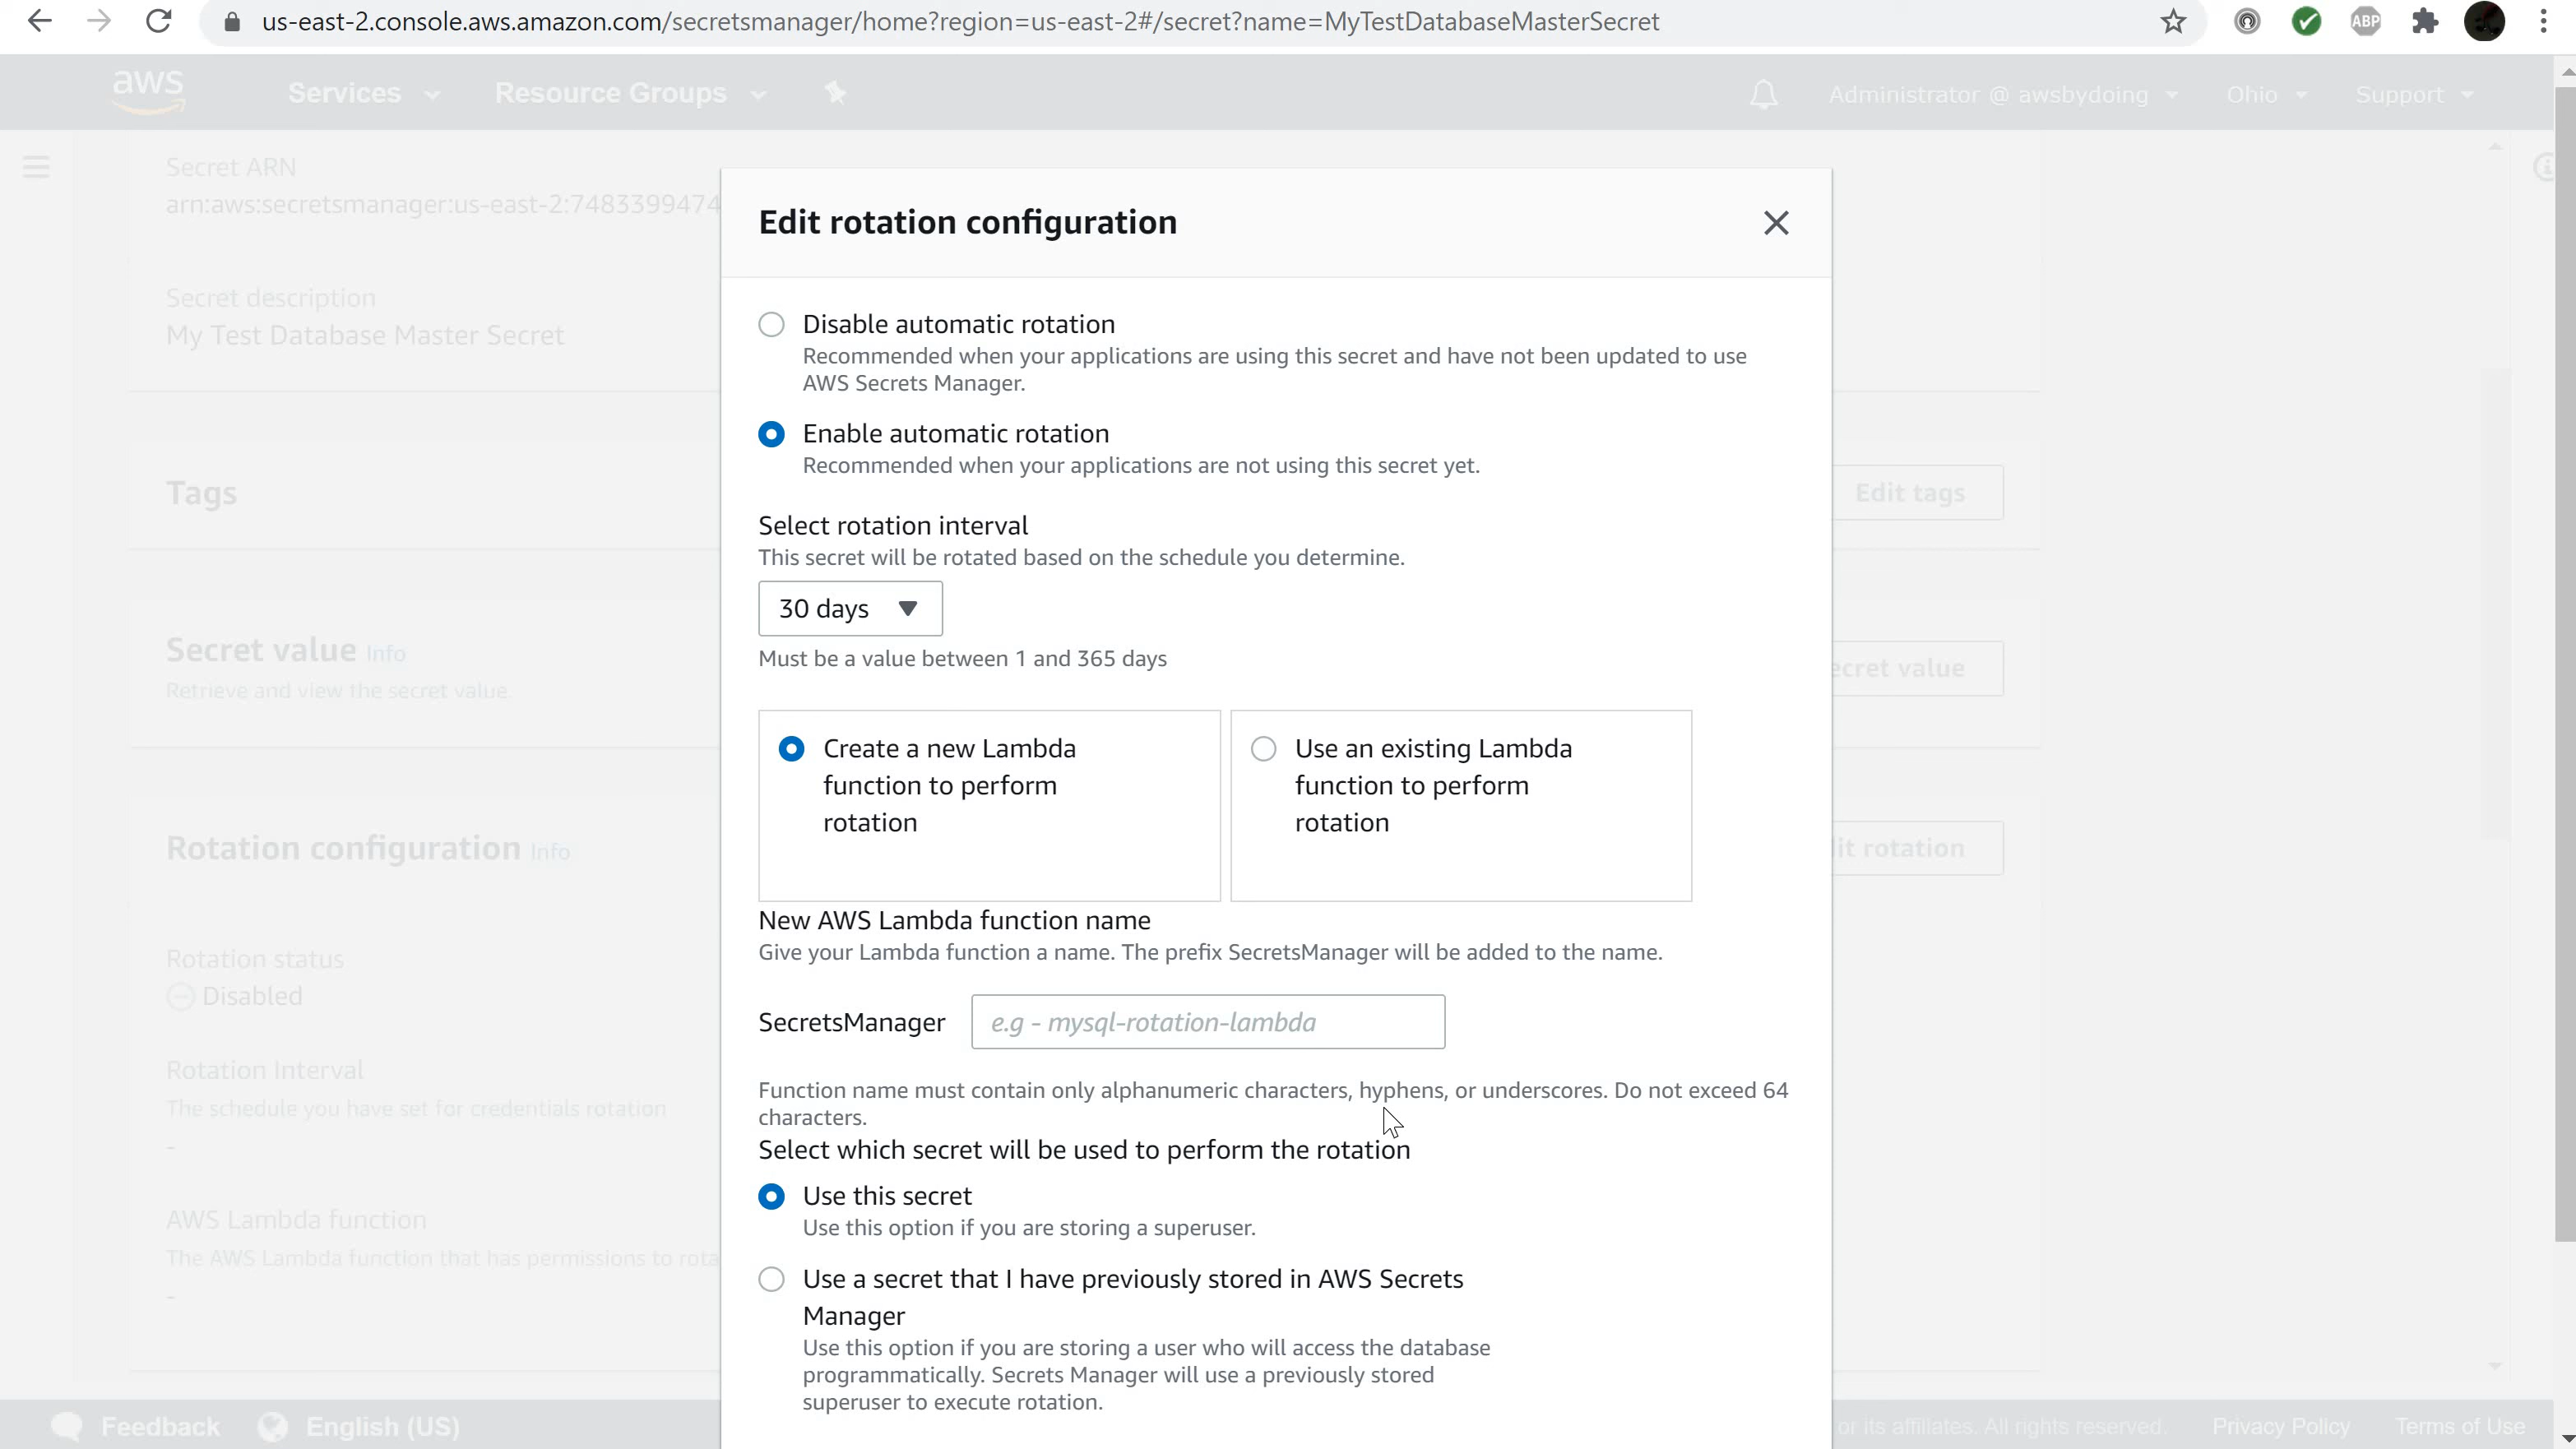 us-east-2.console.aws.amazon.com/secretsmanager/home?region=us-east-2#/secret?name=MyTestDatabaseMasterSecret
ABP
aws
Services
Resource Groups
Administrator @ awsbydoing
Ohio
Support
Secret ARN
arn:aws:secretsmanager:us-east-2:7483399474
Secret description
My Test Database Master Secret
Tags
Edit tags
Secret value Info
Retrieve and view the secret value.
ecret value
Rotation configuration Info
it rotation
Rotation status
Disabled
Rotation Interval
The schedule you have set for credentials rotation
-
AWS Lambda function
The AWS Lambda function that has permissions to rota
-
Edit rotation configuration
Disable automatic rotation
Recommended when your applications are using this secret and have not been updated to use
AWS Secrets Manager.
Enable automatic rotation
Recommended when your applications are not using this secret yet.
Select rotation interval
This secret will be rotated based on the schedule you determine.
30 days
Must be a value between 1 and 365 days
Create a new Lambda
function to perform
rotation
Use an existing Lambda
function to perform
rotation
New AWS Lambda function name
Give your Lambda function a name. The prefix SecretsManager will be added to the name.
SecretsManager
e.g - mysql-rotation-lambda
Function name must contain only alphanumeric characters, hyphens, or underscores. Do not exceed 64
characters.
Select which secret will be used to perform the rotation
Use this secret
Use this option if you are storing a superuser.
Use a secret that I have previously stored in AWS Secrets
Manager
Use this option if you are storing a user who will access the database
programmatically. Secrets Manager will use a previously stored
superuser to execute rotation.
Feedback
English (US)
or its affiliates. All rights reserved.
Privacy Policy
Terms of Use